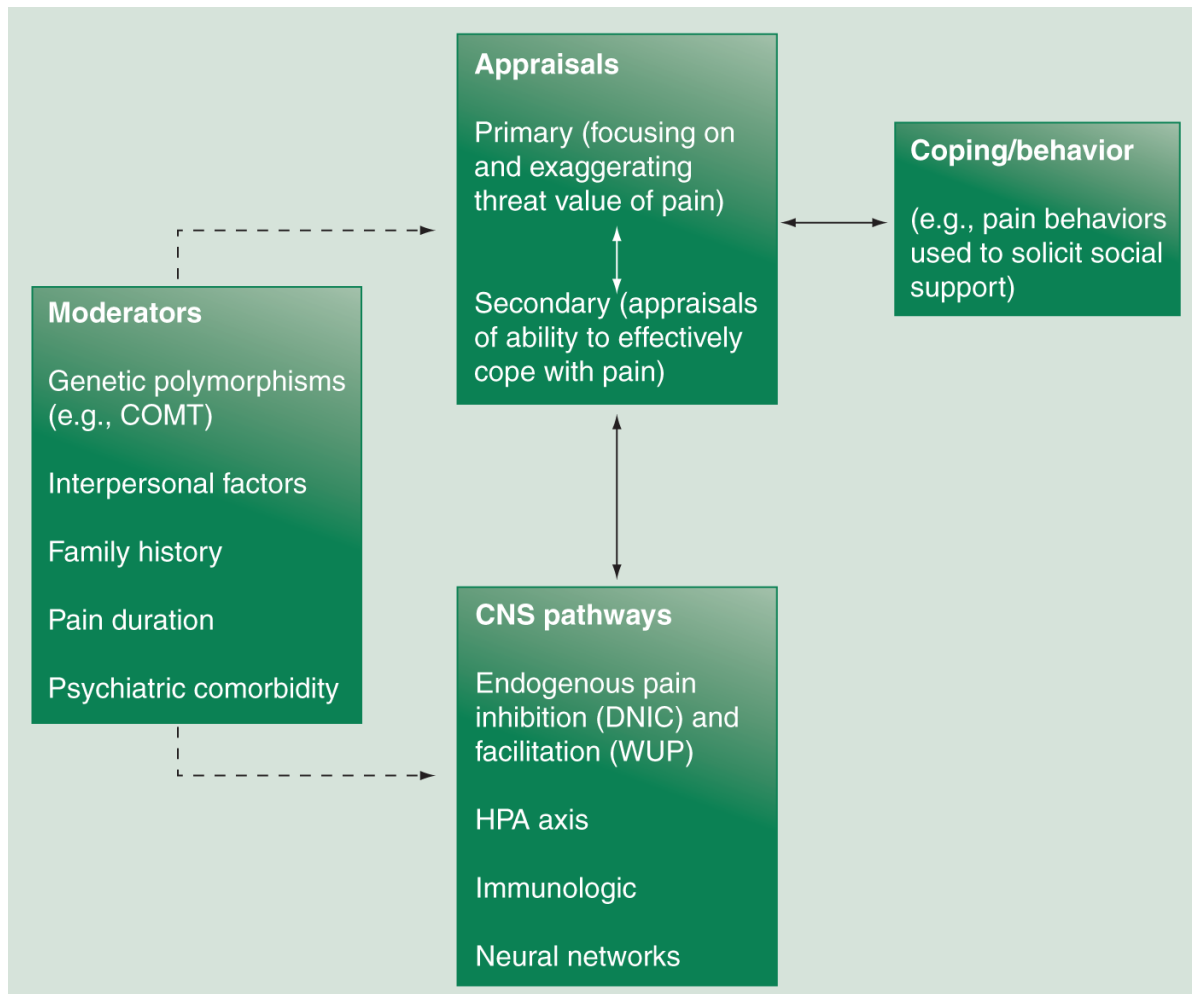 Appraisals
Primary (focusing on
and exaggerating
threat value of pain)
Secondary (appraisals
of ability to effectively
cope with pain)
Coping/behavior
(e.g., pain behaviors
used to solicit social
support)
Moderators
Genetic polymorphisms
(e.g., COMT)
Interpersonal factors
Family history
Pain duration
Psychiatric comorbidity
CNS pathways
Endogenous pain
inhibition (DNIC) and
facilitation (WUP)
HPA axis
Immunologic
Neural networks